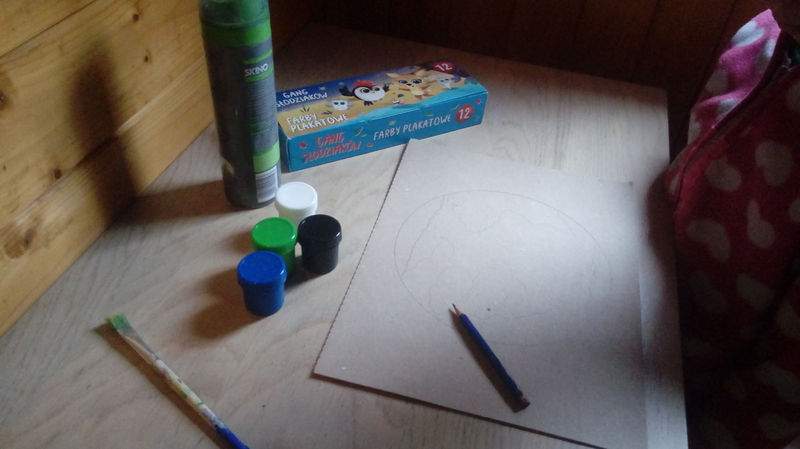 SKINO
GANG
SŁODZIAKÓW
FARBY
PLAKATOWE
12
GANG
SŁODZIAKÓW
FARBY PLAKATOWE
12